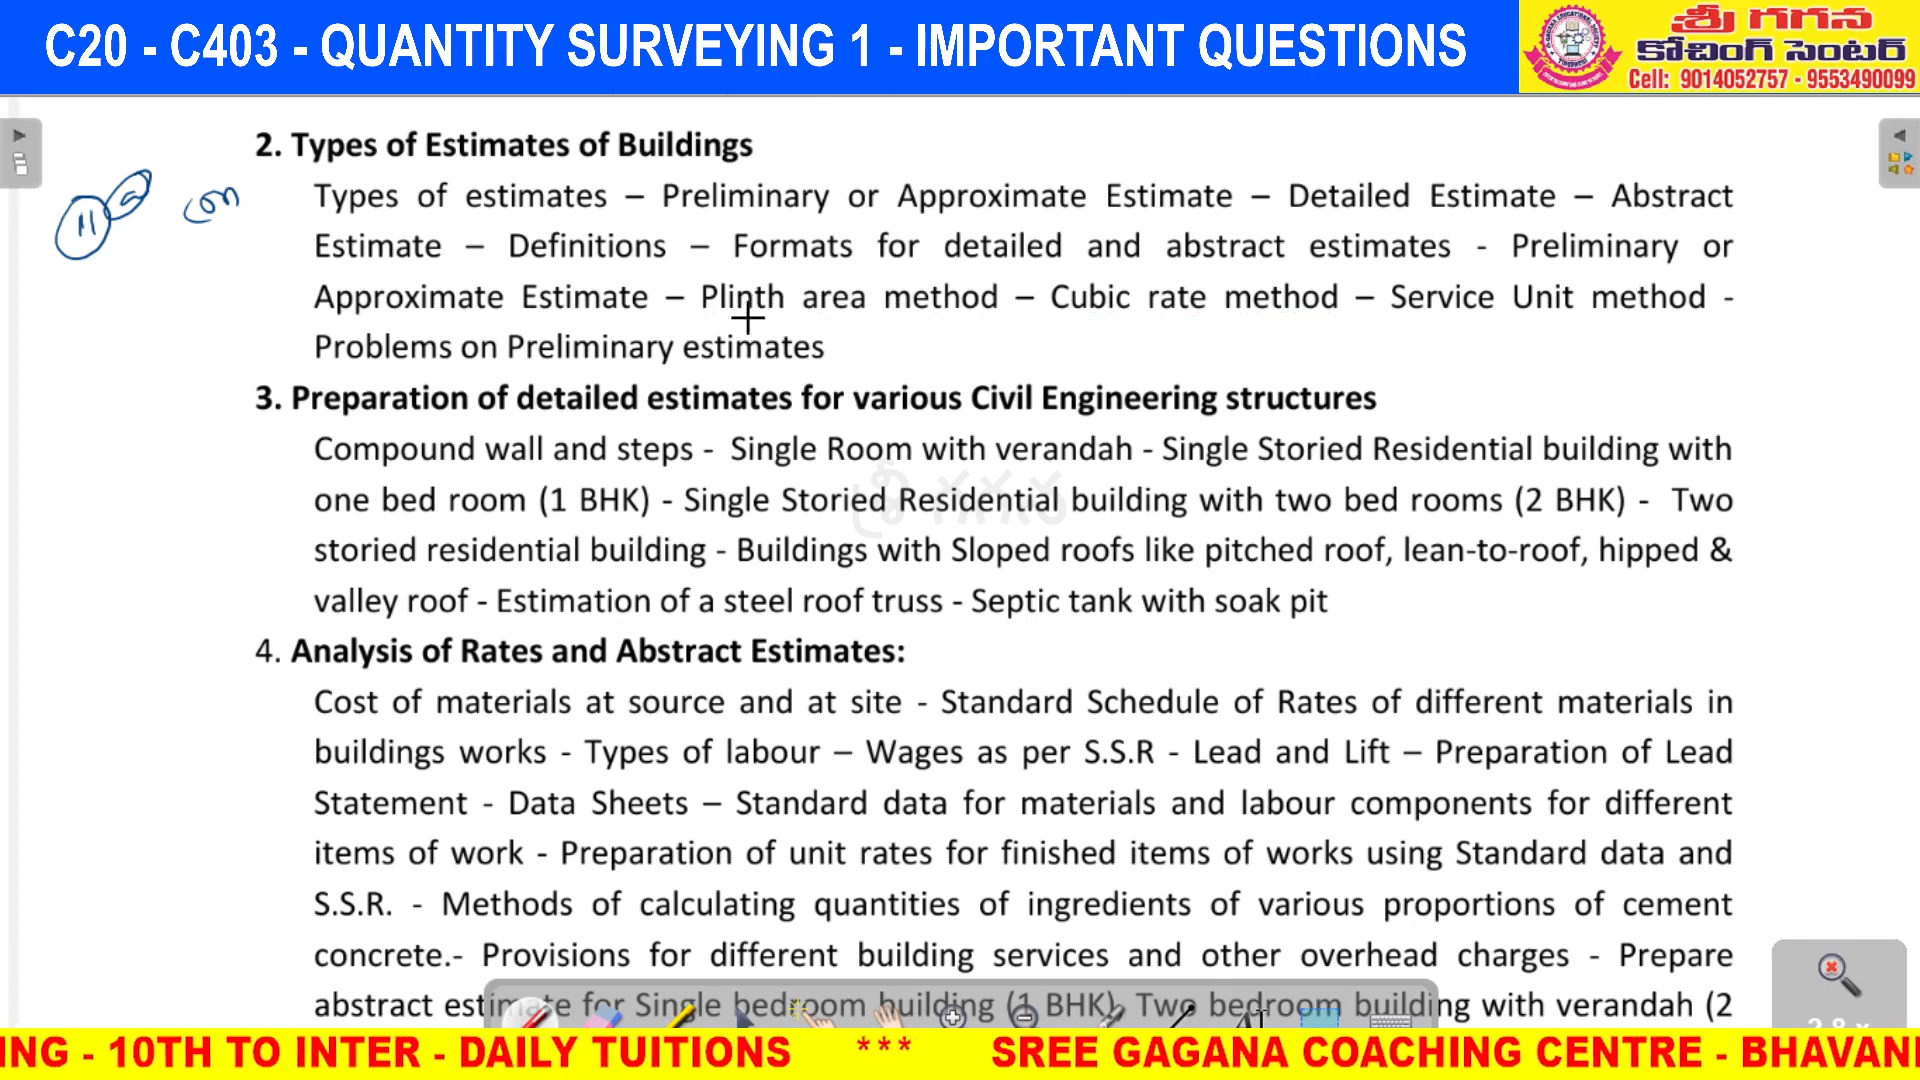 C20 - C403 - QUANTITY SURVEYING 1 - IMPORTANT QUESTIONS
శ్రీ గగన
కోచింగ్ సెంటర్
Cell: 9014052757 - 9553490099
2. Types of Estimates of Buildings
Types of estimates – Preliminary or Approximate Estimate – Detailed Estimate – Abstract
Estimate – Definitions – Formats for detailed and abstract estimates - Preliminary or
Approximate Estimate – Plinth area method – Cubic rate method – Service Unit method -
Problems on Preliminary estimates
3. Preparation of detailed estimates for various Civil Engineering structures
Compound wall and steps - Single Room with verandah - Single Storied Residential building with
one bed room (1 BHK) - Single Storied Residential building with two bed rooms (2 BHK) - Two
storied residential building - Buildings with Sloped roofs like pitched roof, lean-to-roof, hipped &
valley roof - Estimation of a steel roof truss - Septic tank with soak pit
4. Analysis of Rates and Abstract Estimates:
Cost of materials at source and at site - Standard Schedule of Rates of different materials in
buildings works - Types of labour – Wages as per S.S.R - Lead and Lift – Preparation of Lead
Statement - Data Sheets – Standard data for materials and labour components for different
items of work - Preparation of unit rates for finished items of works using Standard data and
S.S.R. - Methods of calculating quantities of ingredients of various proportions of cement
concrete.- Provisions for different building services and other overhead charges - Prepare
abstract estimate for Single bedroom building (1 BHK), Two bedroom building with verandah (2
ING - 10TH TO INTER - DAILY TUITIONS *** SREE GAGANA COACHING CENTRE - BHAVANI